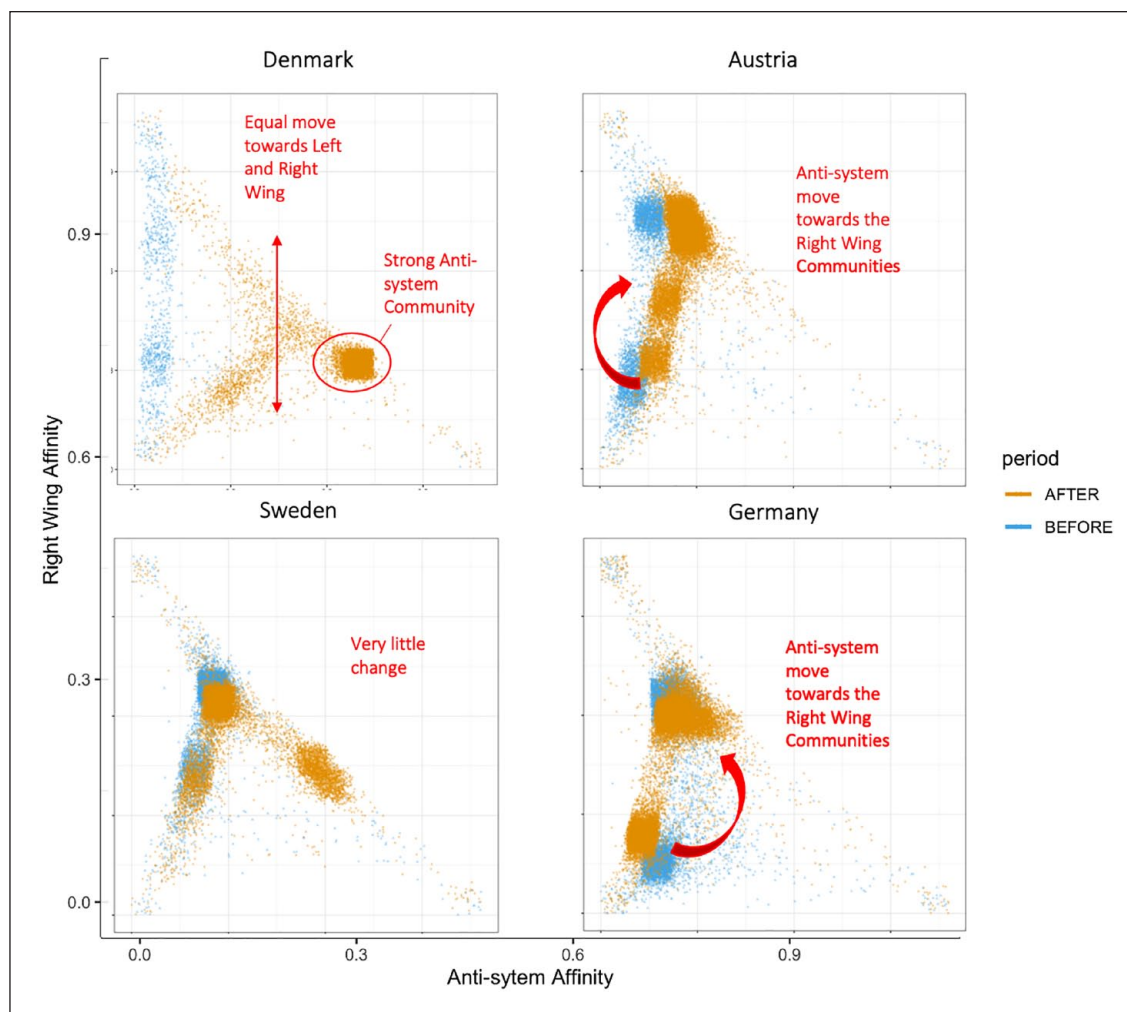 Denmark
Austria
Equal move
towards Left
and Right
Wing
Strong Anti-
system
Community
Anti-system
move
towards the
Right Wing
Communities
0.9
0.6
Right Wing Affinity
period
AFTER
BEFORE
Sweden
Germany
Very little
change
Anti-system
move
towards the
Right Wing
Communities
0.3
0.0
0.0
0.3
0.6
0.9
Anti-sytem Affinity